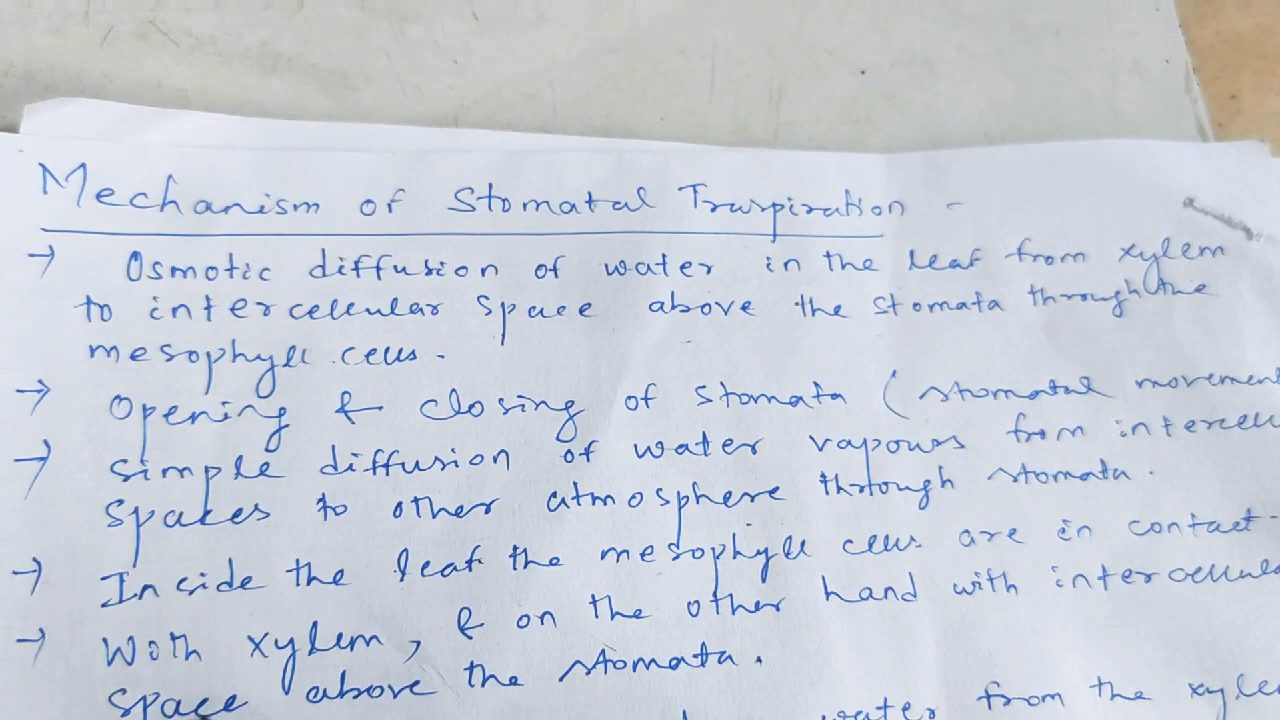 Mechanism of Stomatal Transpiration -
→ Osmotic diffusion of water in the leaf from xylem
to intercellular space above the stomata through the
mesophyll cells.
→ Opening & closing of stomata (stomatal movement
→ simple diffusion of water vapours from intercellu
spaces to other atmosphere through stomata.
→ Inside the leaf the mesophyll cells are in contact-
→ With xylem, & on the other hand with intercellula
space above the stomata.
water from the xyle